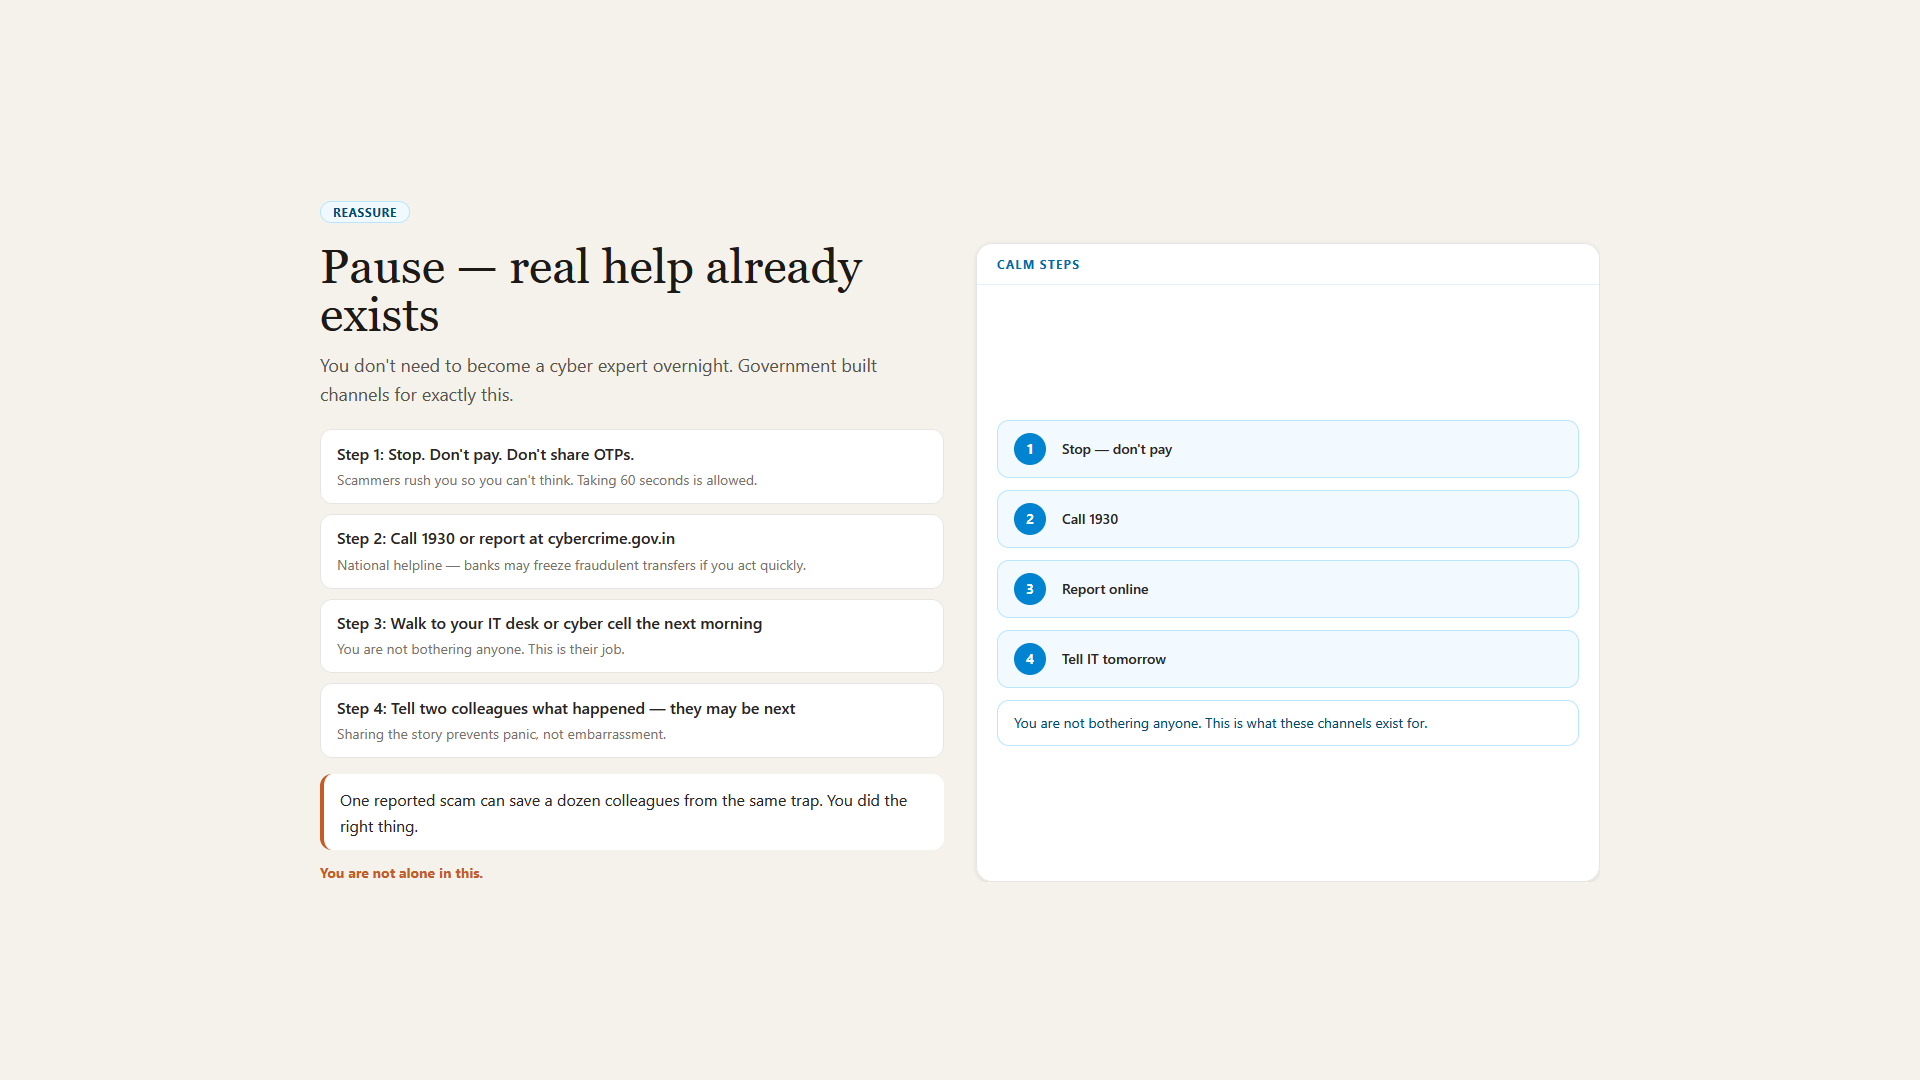 REASSURE
Pause — real help already
exists
You don't need to become a cyber expert overnight. Government built
channels for exactly this.
Step 1: Stop. Don't pay. Don't share OTPs.
Scammers rush you so you can't think. Taking 60 seconds is allowed.
Step 2: Call 1930 or report at cybercrime.gov.in
National helpline — banks may freeze fraudulent transfers if you act quickly.
Step 3: Walk to your IT desk or cyber cell the next morning
You are not bothering anyone. This is their job.
Step 4: Tell two colleagues what happened — they may be next
Sharing the story prevents panic, not embarrassment.
One reported scam can save a dozen colleagues from the same trap. You did the
right thing.
You are not alone in this.
CALM STEPS
1 Stop — don't pay
2 Call 1930
3 Report online
4 Tell IT tomorrow
You are not bothering anyone. This is what these channels exist for.